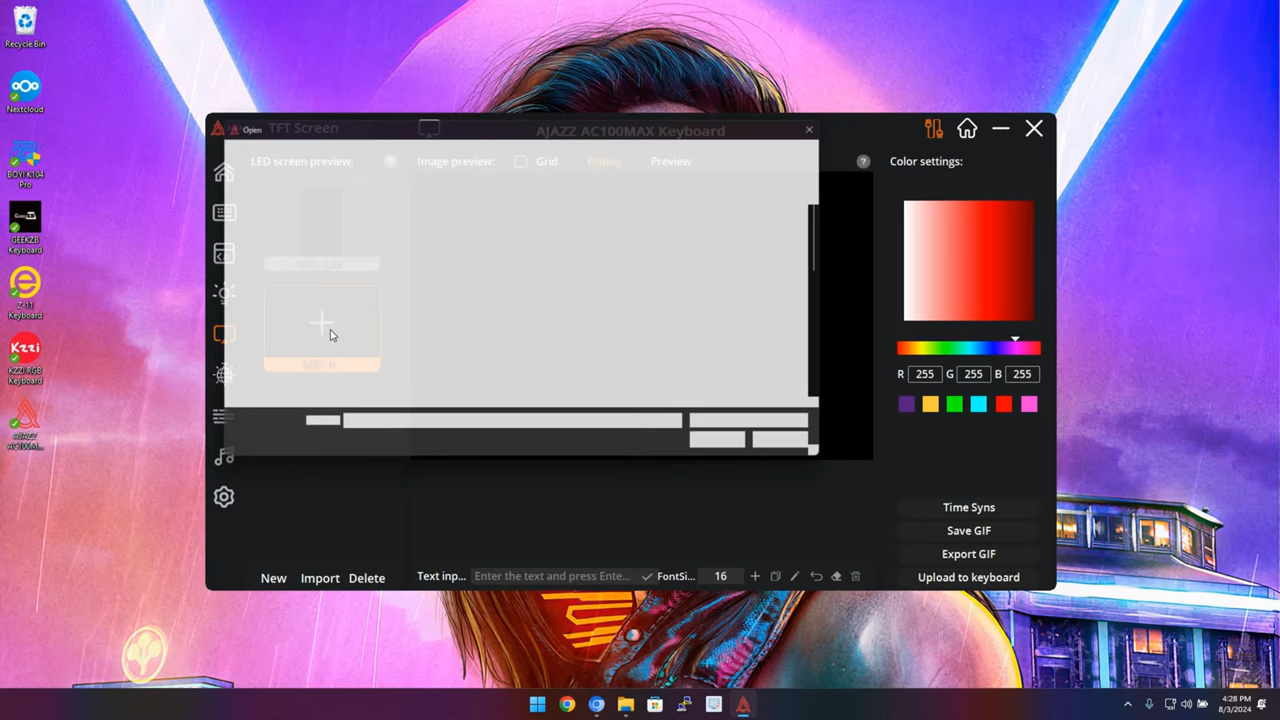 Recycle Bin
Nextcloud
BOYI K104
Pro
GEEKZB
Keyboard
Z-11
Keyboard
Kzzi
KZZI RGB
Keyboard
AJAZZ
AC100M...
Open
TFT Screen
AJAZZ AC100MAX Keyboard
LED screen preview:
?
Image preview:
Grid
Editing
Preview
?
Color settings:
R 255 G 255 B 255
Time Syns
Save GIF
Export GIF
Upload to keyboard
New Import Delete
Text inp... Enter the text and press Ente... FontSi... 16
4:28 PM
8/3/2024